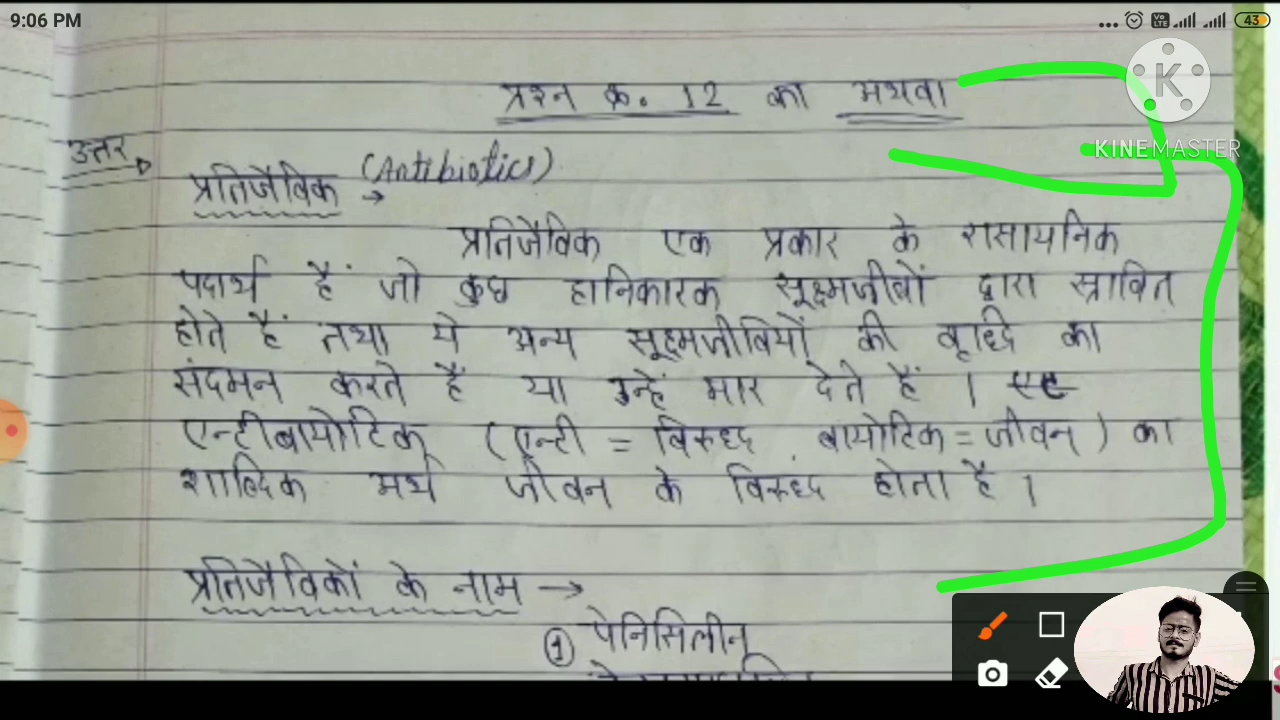 9:06 PM
43
प्रश्न क्र. 12 का अथवा
KINEMASTER
उत्तर
प्रतिजैविक (Antibiotics) →
प्रतिजैविक एक प्रकार के रासायनिक
पदार्थ हैं जो कुछ हानिकारक सूक्ष्मजीवों द्वारा स्रावित
होते हैं तथा ये अन्य सूक्ष्मजीवियों की वृद्धि का
संदमन करते हैं या उन्हें मार देते हैं ।
एन्टीबायोटिक (एन्टी = विरुध्द बायोटिक = जीवन) का
शाब्दिक अर्थ जीवन के विरुध्द होता है ।
प्रतिजैविकों के नाम →
① पेनिसिलीन